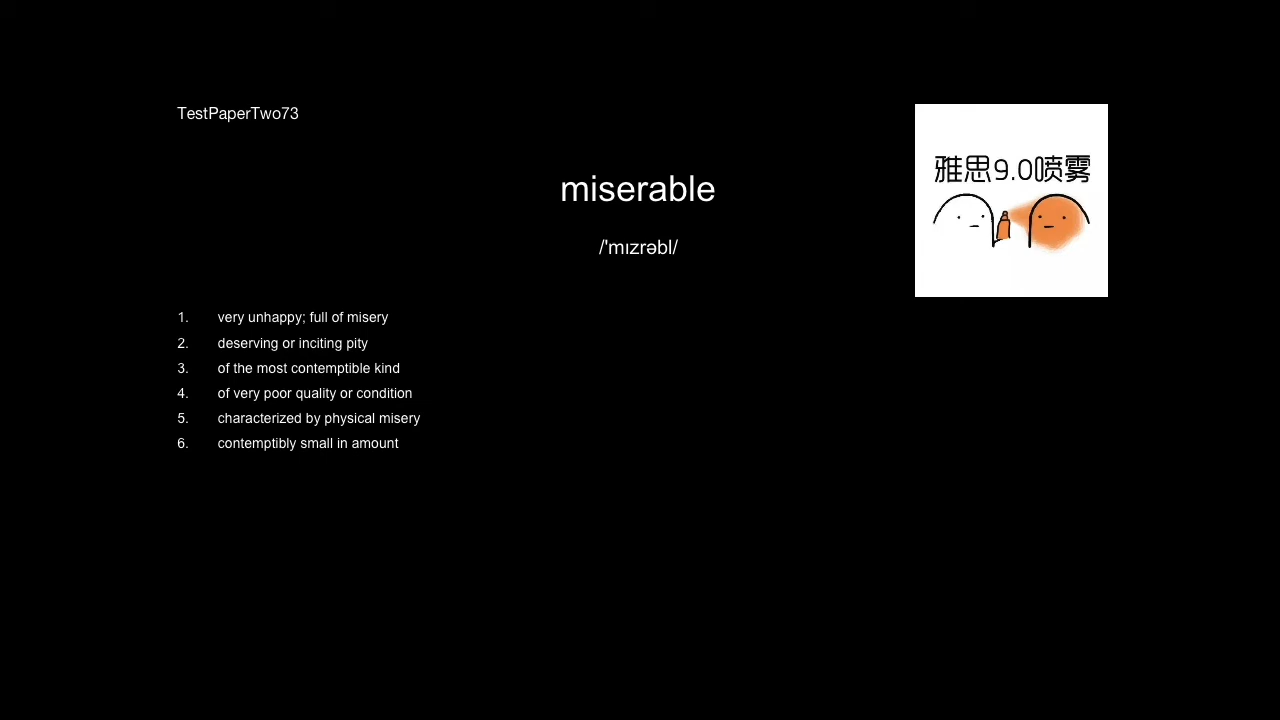 TestPaperTwo73
雅思9.0喷雾
miserable
/'mɪzrəbl/
1. very unhappy; full of misery
2. deserving or inciting pity
3. of the most contemptible kind
4. of very poor quality or condition
5. characterized by physical misery
6. contemptibly small in amount